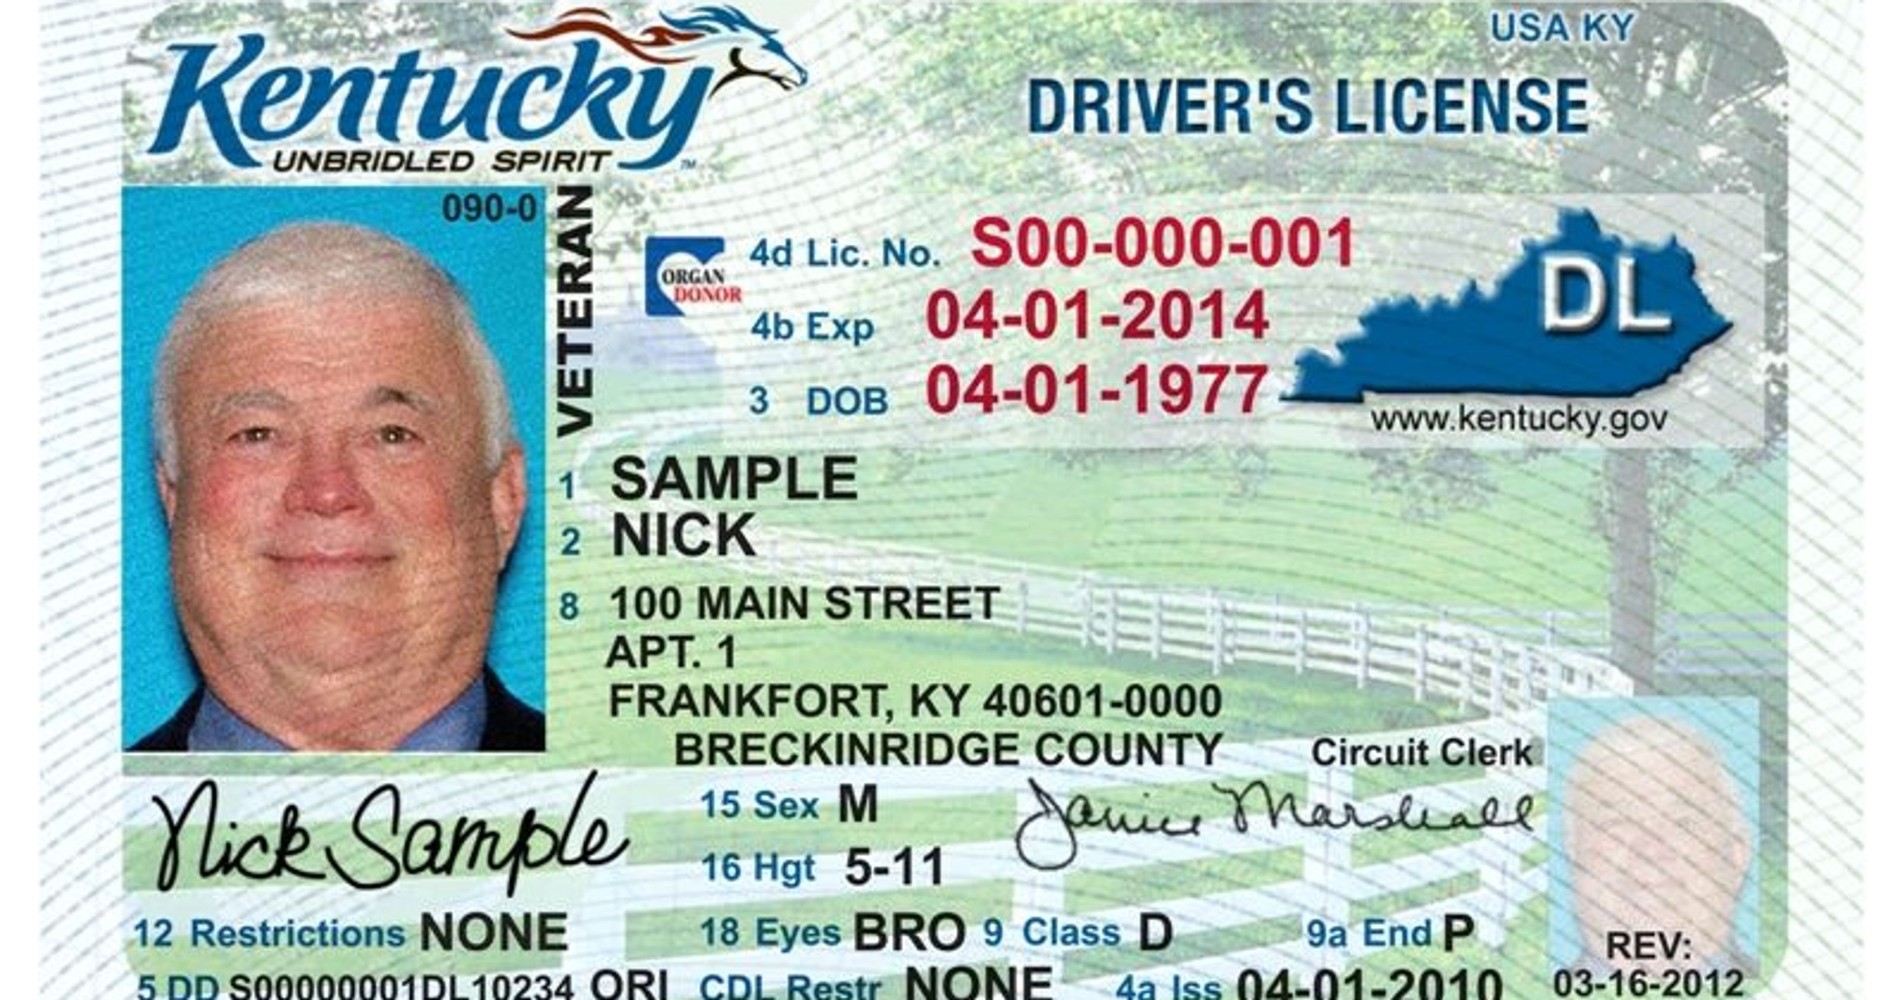 USA KY
Kentucky™
UNBRIDLED SPIRIT
DRIVER'S LICENSE
090-0
VETERAN
ORGAN
DONOR
4d Lic. No. S00-000-001
4b Exp 04-01-2014
3 DOB 04-01-1977
DL
www.kentucky.gov
1 SAMPLE
2 NICK
8 100 MAIN STREET
APT. 1
FRANKFORT, KY 40601-0000
BRECKINRIDGE COUNTY
Circuit Clerk
Nick Sample
15 Sex M
Janice Marshall
16 Hgt 5-11
12 Restrictions NONE
18 Eyes BRO 9 Class D
9a End P
REV:
5 DD S00000001DL10234 ORI
CDL Restr NONE
4a Iss 04-01-2010
03-16-2012